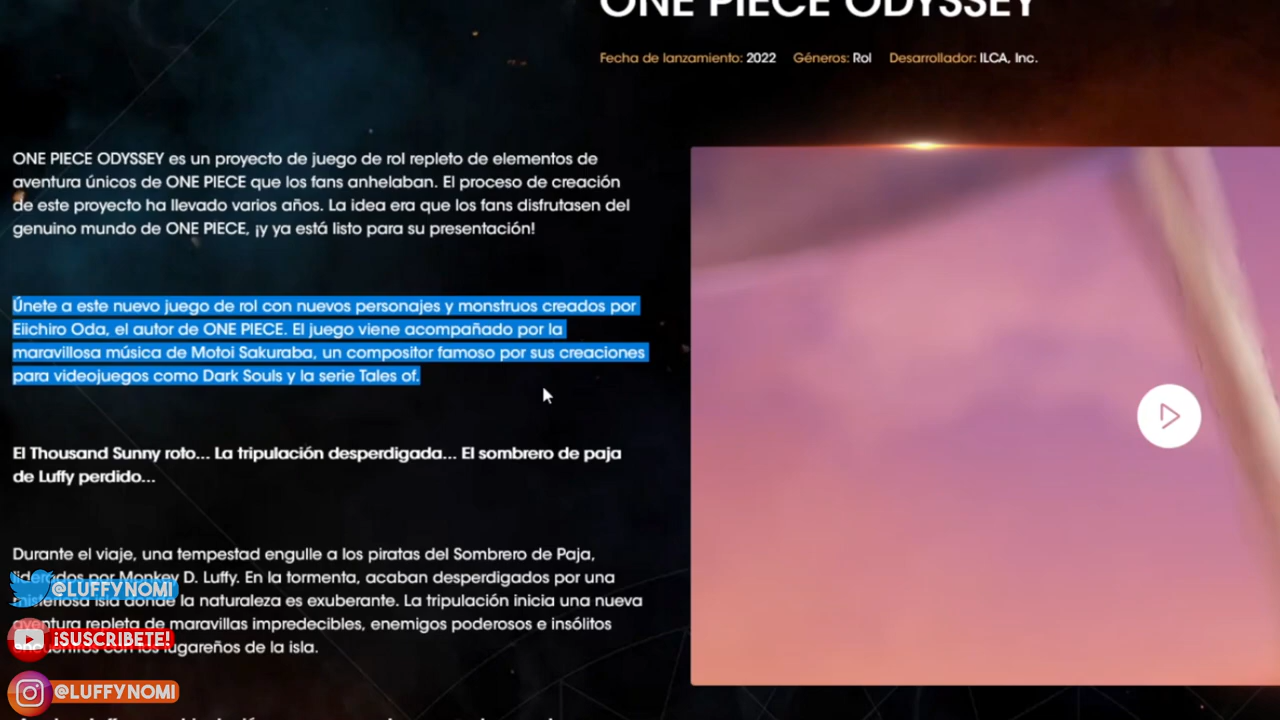 ONE PIECE ODYSSEY
Fecha de lanzamiento: 2022 Géneros: Rol Desarrollador: ILCA, Inc.
ONE PIECE ODYSSEY es un proyecto de juego de rol repleto de elementos de
aventura únicos de ONE PIECE que los fans anhelaban. El proceso de creación
de este proyecto ha llevado varios años. La idea era que los fans disfrutasen del
genuino mundo de ONE PIECE, ¡y ya está listo para su presentación!
Únete a este nuevo juego de rol con nuevos personajes y monstruos creados por
Eiichiro Oda, el autor de ONE PIECE. El juego viene acompañado por la
maravillosa música de Motoi Sakuraba, un compositor famoso por sus creaciones
para videojuegos como Dark Souls y la serie Tales of.
El Thousand Sunny roto... La tripulación desperdigada... El sombrero de paja
de Luffy perdido...
Durante el viaje, una tempestad engulle a los piratas del Sombrero de Paja,
liderados por Monkey D. Luffy. En la tormenta, acaban desperdigados por una
misteriosa isla donde la naturaleza es exuberante. La tripulación inicia una nueva
aventura repleta de maravillas impredecibles, enemigos poderosos e insólitos
encuentros con los lugareños de la isla.
@LUFFYNOMI
¡SUSCRIBETE!
@LUFFYNOMI